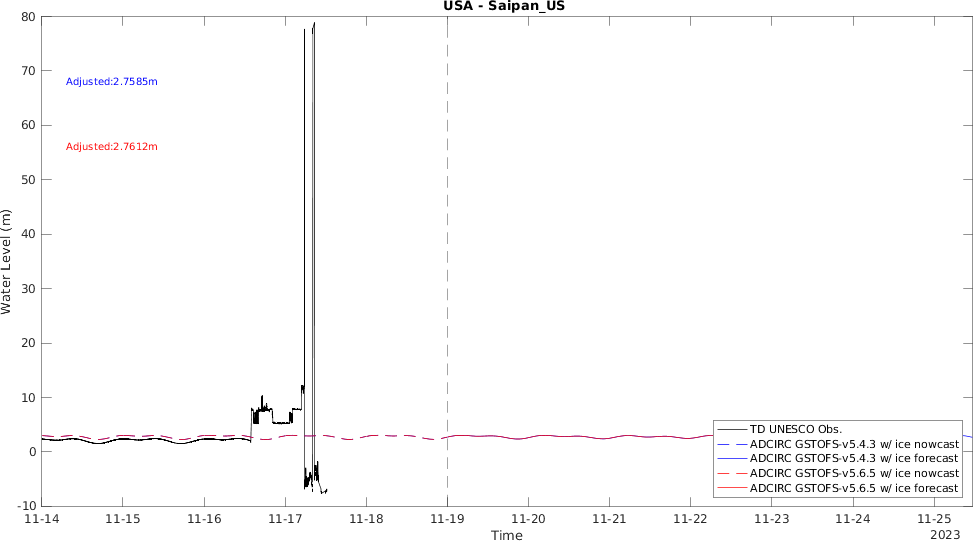 USA - Saipan_US
80
70
60
50
40
30
20
10
0
-10
Water Level (m)
Adjusted:2.7585m
Adjusted:2.7612m
TD UNESCO Obs.
ADCIRC GSTOFS-v5.4.3 w/ ice nowcast
ADCIRC GSTOFS-v5.4.3 w/ ice forecast
ADCIRC GSTOFS-v5.6.5 w/ ice nowcast
ADCIRC GSTOFS-v5.6.5 w/ ice forecast
11-14 11-15 11-16 11-17 11-18 11-19 11-20 11-21 11-22 11-23 11-24 11-25
Time
2023